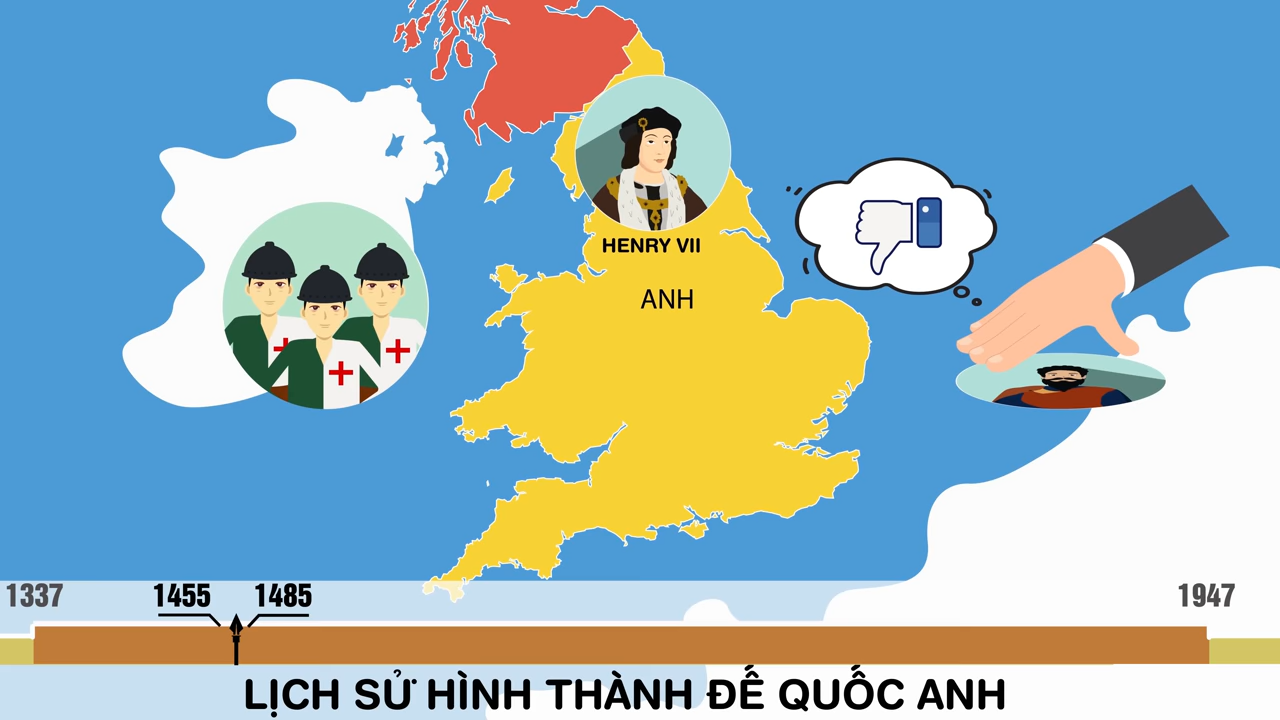 HENRY VII
ANH
1337
1455
1485
1947
LỊCH SỬ HÌNH THÀNH ĐẾ QUỐC ANH